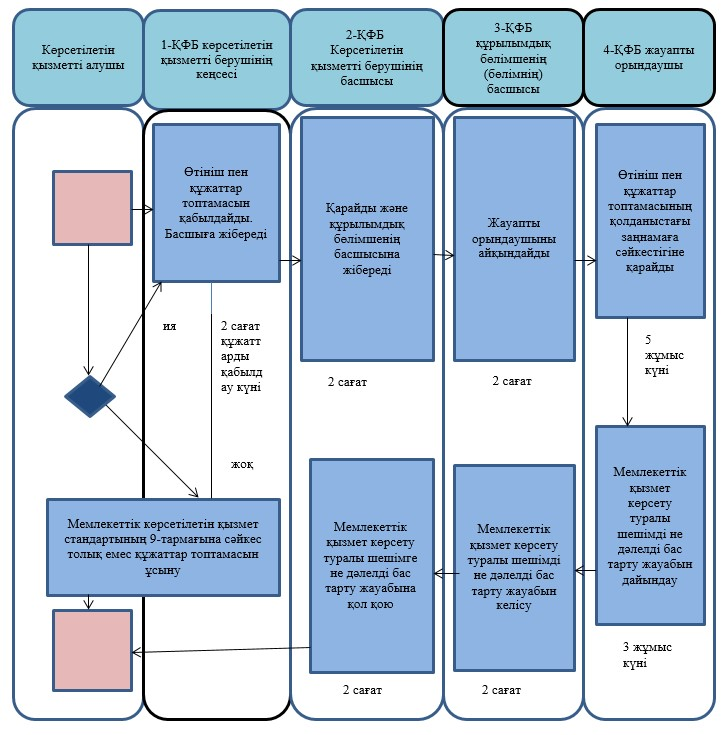 Көрсетілетін
қызметті алушы
1-ҚФБ көрсетілетін
қызметті берушінің
кеңсесі
2-ҚФБ
Көрсетілетін
қызметті берушінің
басшысы
3-ҚФБ
құрылымдық
бөлімшенің
(бөлімнің)
басшысы
4-ҚФБ жауапты
орындаушы
Өтініш пен
құжаттар
топтамасын
қабылдайды.
Басшыға жібереді
Қарайды және
құрылымдық
бөлімшенің
басшысына
жібереді
Жауапты
орындаушыны
айқындайды
Өтініш пен
құжаттар
топтамасының
қолданыстағы
заңнамаға
сәйкестігіне
қарайды
ия
2 сағат
құжатт
арды
қабылд
ау күні
2 сағат
2 сағат
5
жұмыс
күні
жоқ
Мемлекеттік көрсетілетін қызмет
стандартының 9-тармағына сәйкес
толық емес құжаттар топтамасын
ұсыну
Мемлекеттік
қызмет көрсету
туралы шешімге
не дәлелді бас
тарту жауабына
қол қою
Мемлекеттік
қызмет көрсету
туралы шешімді
не дәлелді бас
тарту жауабын
келісу
Мемлекеттік
қызмет
көрсету
туралы
шешімді не
дәлелді бас
тарту жауабын
дайындау
3 жұмыс
күні
2 сағат
2 сағат